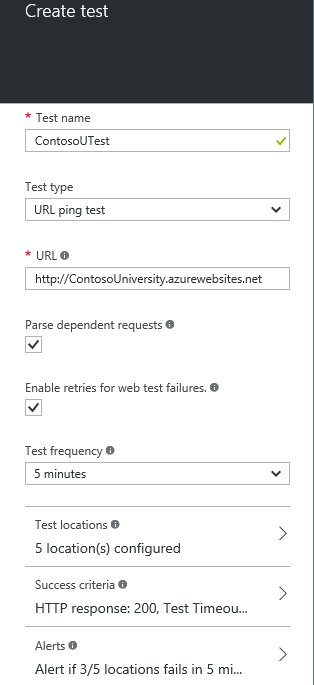 Create test
* Test name
ContosoUTest
Test type
URL ping test
* URL
http://ContosoUniversity.azurewebsites.net
Parse dependent requests
Enable retries for web test failures.
Test frequency
5 minutes
Test locations
5 location(s) configured
Success criteria
HTTP response: 200, Test Timeou...
Alerts
Alert if 3/5 locations fails in 5 mi...